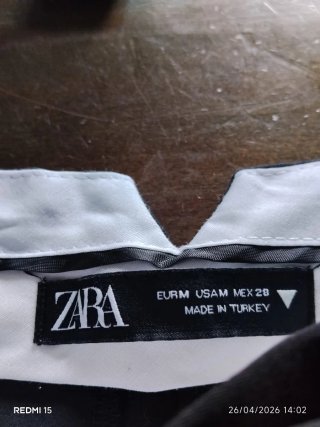 ZARA
EUR M USA M MEX 28
MADE IN TURKEY
REDMI 15
26/04/2026 14:02